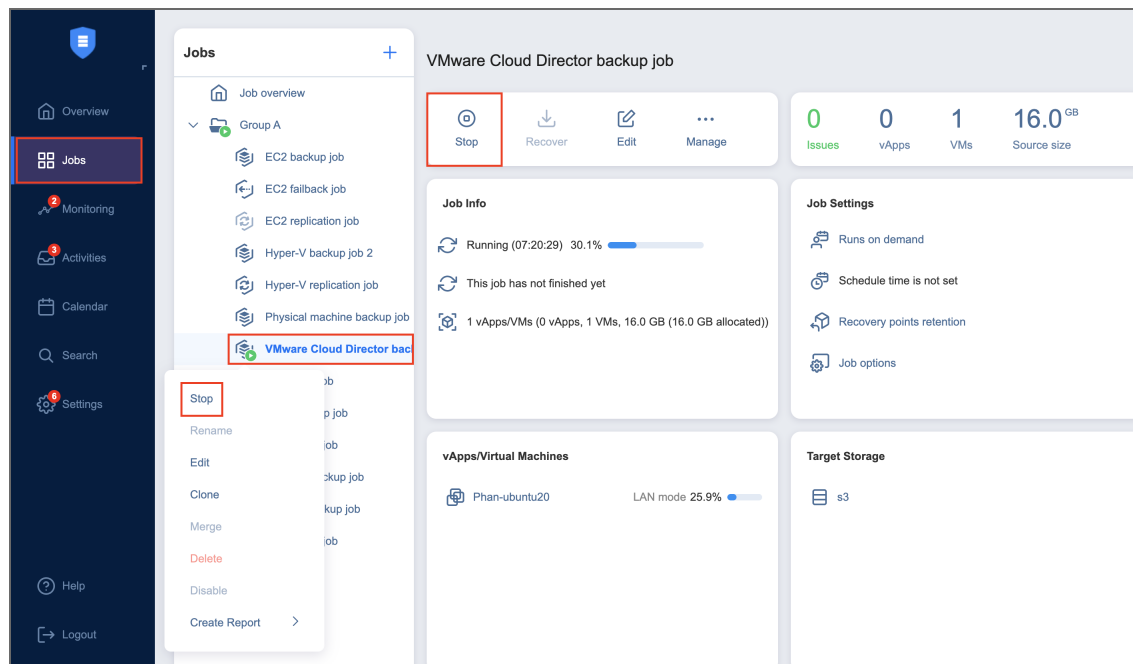 Overview
Jobs
2
Monitoring
3
Activities
Calendar
Search
6
Settings
Help
Logout
Jobs
Job overview
Group A
EC2 backup job
EC2 failback job
EC2 replication job
Hyper-V backup job 2
Hyper-V replication job
Physical machine backup job
VMware Cloud Director bac
ob
p job
job
ckup job
kup job
job
Stop
Rename
Edit
Clone
Merge
Delete
Disable
Create Report
VMware Cloud Director backup job
Stop
Recover
Edit
Manage
0 Issues
0 vApps
1 VMs
16.0 GB Source size
Job Info
Running (07:20:29) 30.1%
This job has not finished yet
1 vApps/VMs (0 vApps, 1 VMs, 16.0 GB (16.0 GB allocated))
Job Settings
Runs on demand
Schedule time is not set
Recovery points retention
Job options
vApps/Virtual Machines
Phan-ubuntu20 LAN mode 25.9%
Target Storage
s3